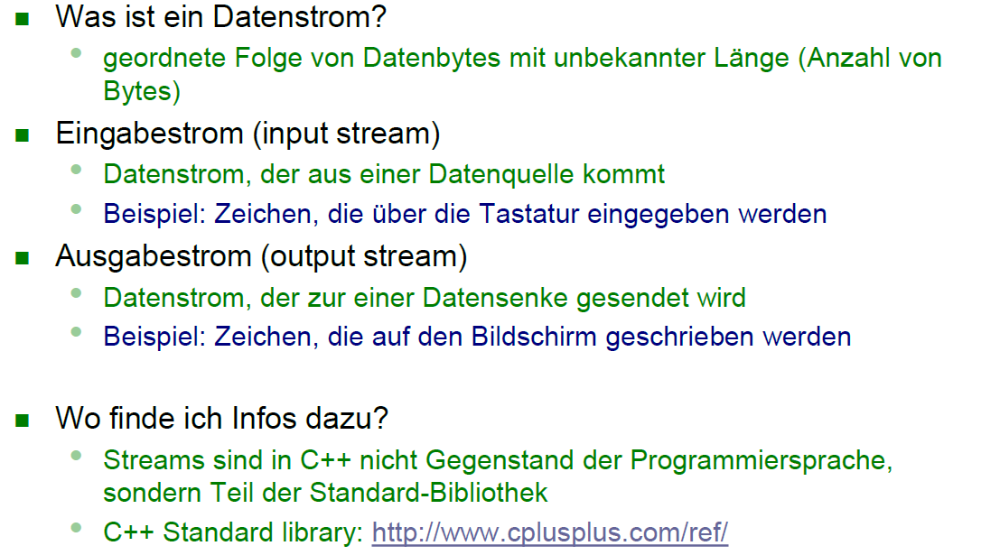 Was ist ein Datenstrom?
geordnete Folge von Datenbytes mit unbekannter Länge (Anzahl von
Bytes)
Eingabestrom (input stream)
Datenstrom, der aus einer Datenquelle kommt
Beispiel: Zeichen, die über die Tastatur eingegeben werden
Ausgabestrom (output stream)
Datenstrom, der zur einer Datensenke gesendet wird
Beispiel: Zeichen, die auf den Bildschirm geschrieben werden
Wo finde ich Infos dazu?
Streams sind in C++ nicht Gegenstand der Programmiersprache,
sondern Teil der Standard-Bibliothek
C++ Standard library: http://www.cplusplus.com/ref/